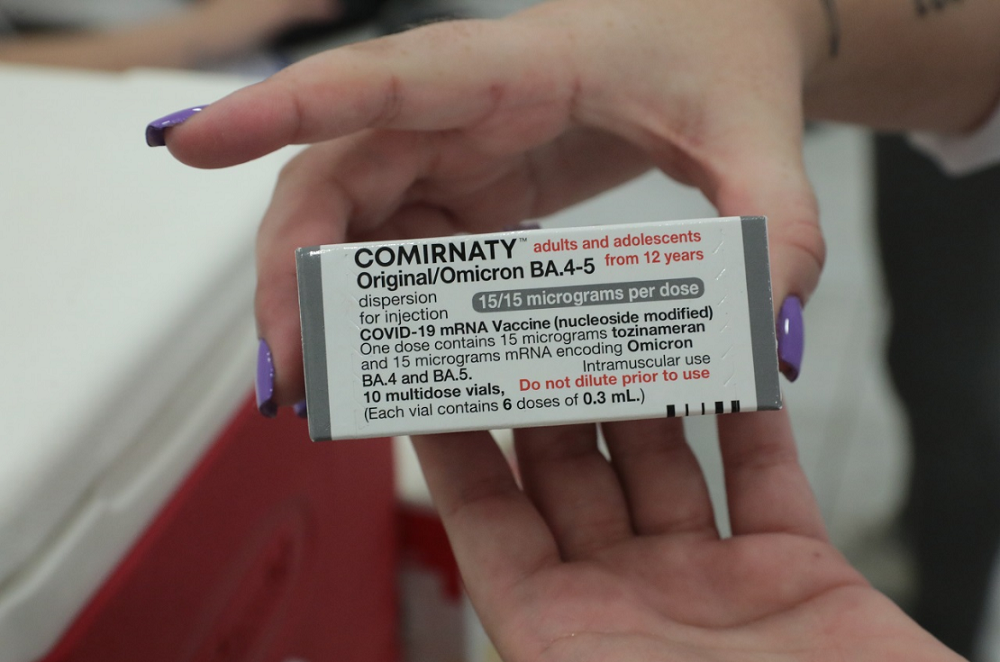 COMIRNATY™ adults and adolescents
Original/Omicron BA.4-5 from 12 years
dispersion
for injection 15/15 micrograms per dose
COVID-19 mRNA Vaccine (nucleoside modified)
One dose contains 15 micrograms tozinameran
and 15 micrograms mRNA encoding Omicron
BA.4 and BA.5. Intramuscular use
10 multidose vials, Do not dilute prior to use
(Each vial contains 6 doses of 0.3 mL.)